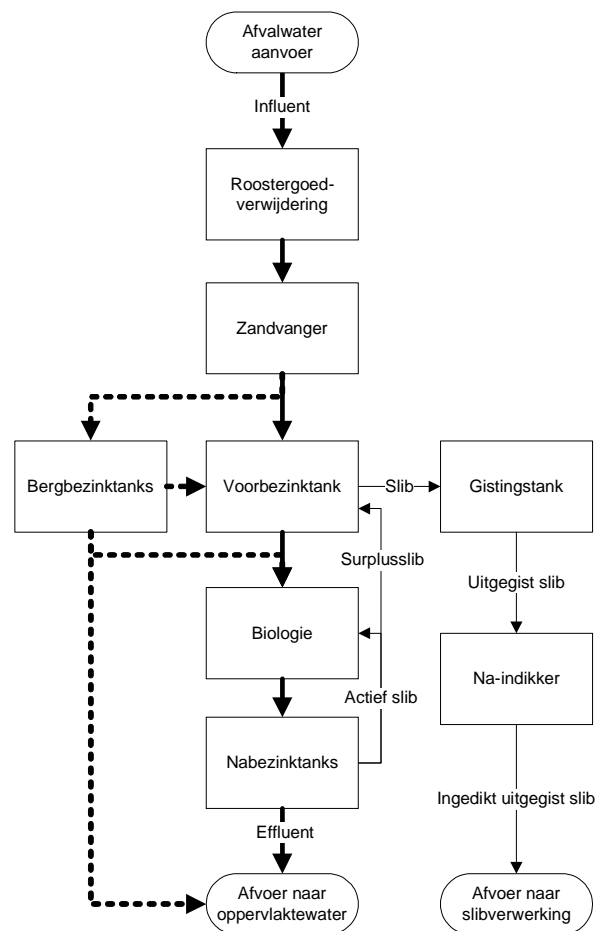 Afvalwater
aanvoer
Influent
Roostergoed-
verwijdering
Zandvanger
Bergbezinktanks
Voorbezinktank
Slib
Gistingstank
Surplusslib
Uitgegist slib
Biologie
Na-indikker
Actief slib
Nabezinktanks
Ingedikt uitgegist slib
Effluent
Afvoer naar
oppervlaktewater
Afvoer naar
slibverwerking